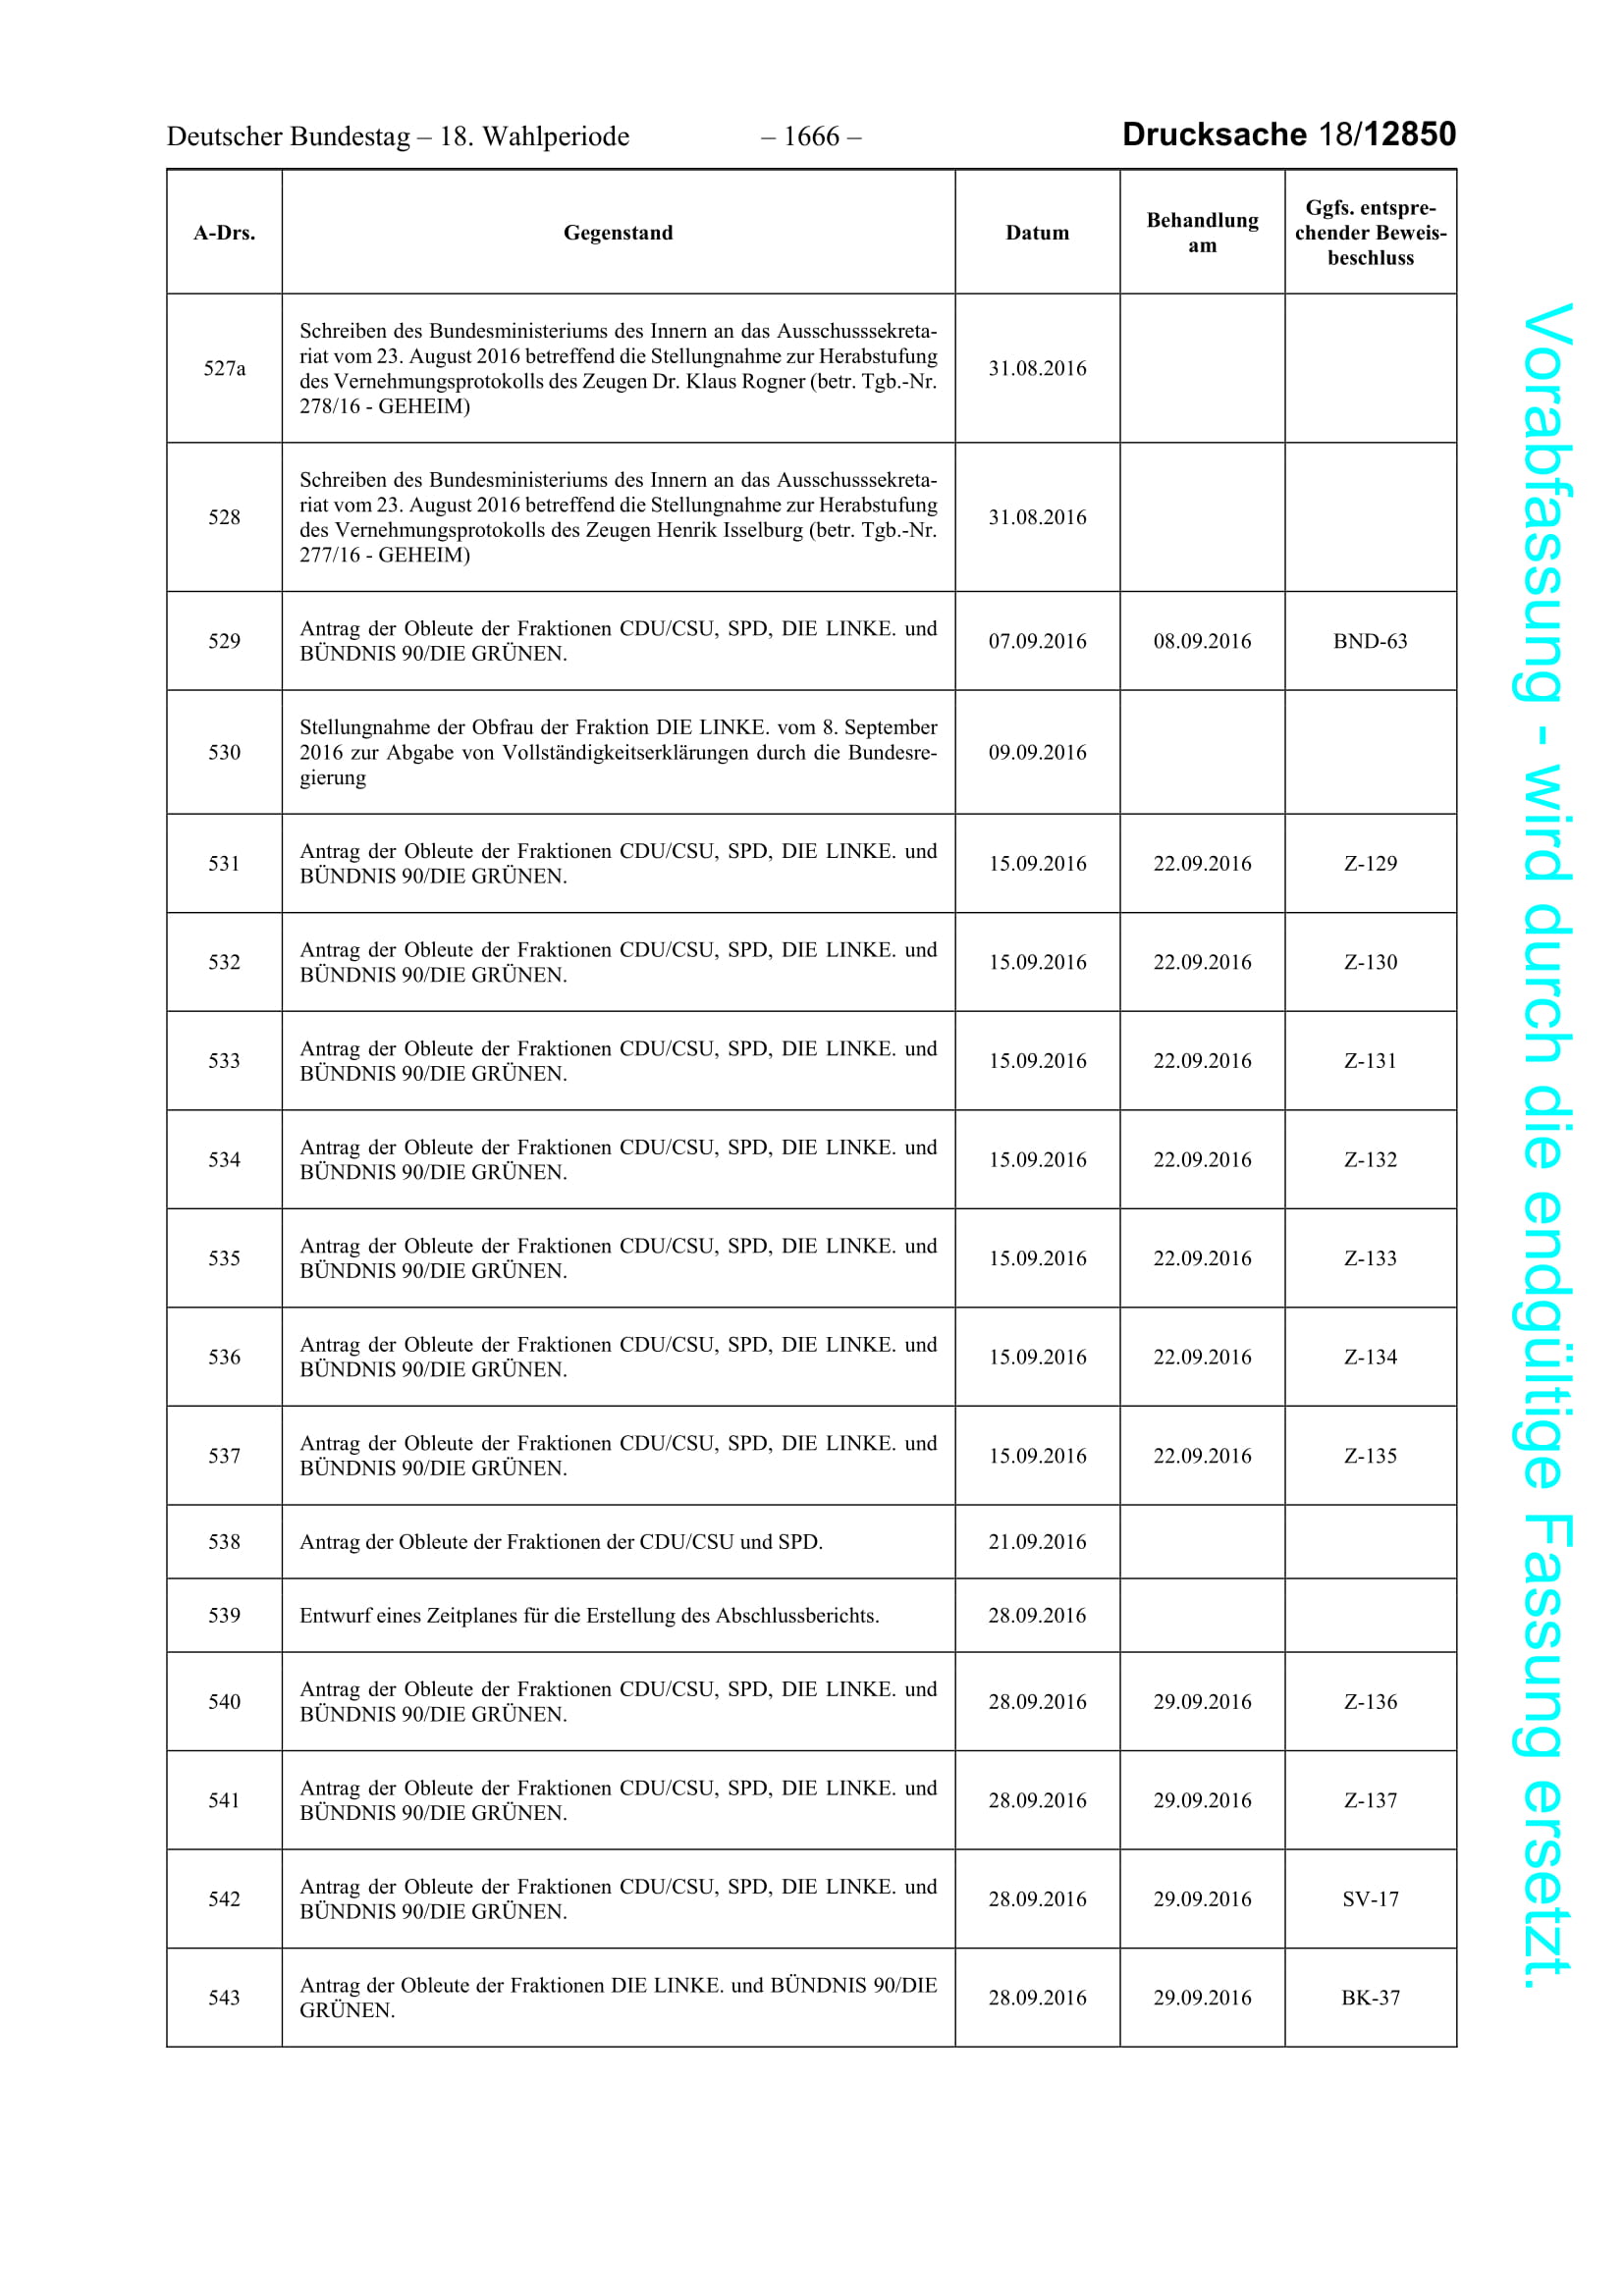 Deutscher Bundestag – 18. Wahlperiode – 1666 – Drucksache 18/12850
A-Drs. Gegenstand Datum Behandlung am Ggfs. entspre-
chender Beweis-
beschluss
527a
Schreiben des Bundesministeriums des Innern an das Ausschusssekreta-
riat vom 23. August 2016 betreffend die Stellungnahme zur Herabstufung
des Vernehmungsprotokolls des Zeugen Dr. Klaus Rogner (betr. Tgb.-Nr.
278/16 - GEHEIM)
31.08.2016
528
Schreiben des Bundesministeriums des Innern an das Ausschusssekreta-
riat vom 23. August 2016 betreffend die Stellungnahme zur Herabstufung
des Vernehmungsprotokolls des Zeugen Henrik Isselburg (betr. Tgb.-Nr.
277/16 - GEHEIM)
31.08.2016
529
Antrag der Obleute der Fraktionen CDU/CSU, SPD, DIE LINKE. und
BÜNDNIS 90/DIE GRÜNEN.
07.09.2016 08.09.2016 BND-63
530
Stellungnahme der Obfrau der Fraktion DIE LINKE. vom 8. September
2016 zur Abgabe von Vollständigkeitserklärungen durch die Bundesre-
gierung
09.09.2016
531
Antrag der Obleute der Fraktionen CDU/CSU, SPD, DIE LINKE. und
BÜNDNIS 90/DIE GRÜNEN.
15.09.2016 22.09.2016 Z-129
532
Antrag der Obleute der Fraktionen CDU/CSU, SPD, DIE LINKE. und
BÜNDNIS 90/DIE GRÜNEN.
15.09.2016 22.09.2016 Z-130
533
Antrag der Obleute der Fraktionen CDU/CSU, SPD, DIE LINKE. und
BÜNDNIS 90/DIE GRÜNEN.
15.09.2016 22.09.2016 Z-131
534
Antrag der Obleute der Fraktionen CDU/CSU, SPD, DIE LINKE. und
BÜNDNIS 90/DIE GRÜNEN.
15.09.2016 22.09.2016 Z-132
535
Antrag der Obleute der Fraktionen CDU/CSU, SPD, DIE LINKE. und
BÜNDNIS 90/DIE GRÜNEN.
15.09.2016 22.09.2016 Z-133
536
Antrag der Obleute der Fraktionen CDU/CSU, SPD, DIE LINKE. und
BÜNDNIS 90/DIE GRÜNEN.
15.09.2016 22.09.2016 Z-134
537
Antrag der Obleute der Fraktionen CDU/CSU, SPD, DIE LINKE. und
BÜNDNIS 90/DIE GRÜNEN.
15.09.2016 22.09.2016 Z-135
538 Antrag der Obleute der Fraktionen der CDU/CSU und SPD. 21.09.2016
539 Entwurf eines Zeitplanes für die Erstellung des Abschlussberichts. 28.09.2016
540
Antrag der Obleute der Fraktionen CDU/CSU, SPD, DIE LINKE. und
BÜNDNIS 90/DIE GRÜNEN.
28.09.2016 29.09.2016 Z-136
541
Antrag der Obleute der Fraktionen CDU/CSU, SPD, DIE LINKE. und
BÜNDNIS 90/DIE GRÜNEN.
28.09.2016 29.09.2016 Z-137
542
Antrag der Obleute der Fraktionen CDU/CSU, SPD, DIE LINKE. und
BÜNDNIS 90/DIE GRÜNEN.
28.09.2016 29.09.2016 SV-17
543
Antrag der Obleute der Fraktionen DIE LINKE. und BÜNDNIS 90/DIE
GRÜNEN.
28.09.2016 29.09.2016 BK-37
Vorabfassung - wird durch die endgültige Fassung ersetzt.